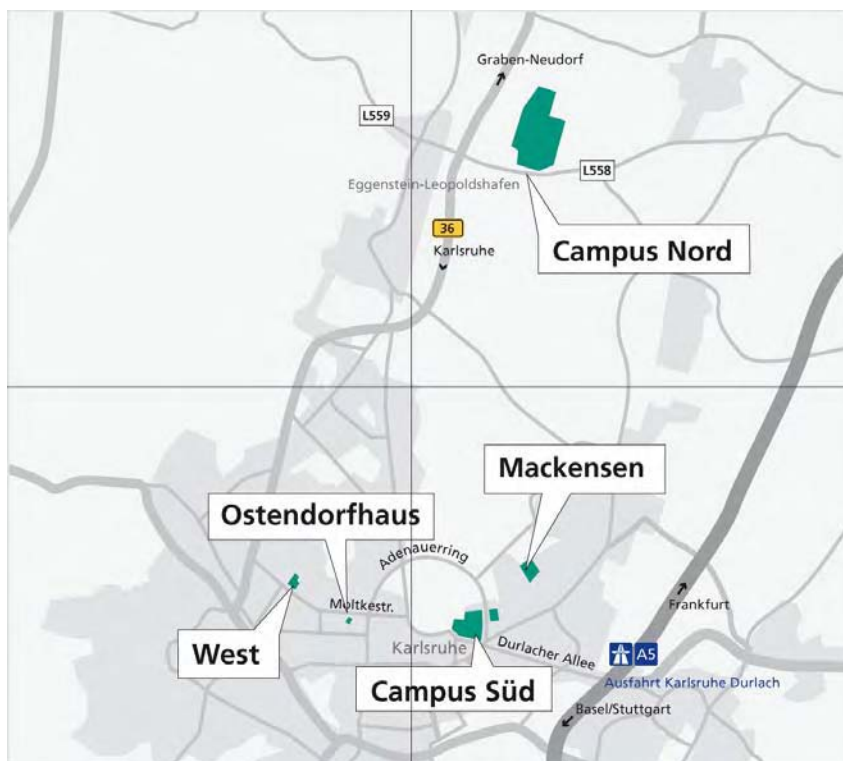 Graben-Neudorf
L559
L558
Eggenstein-Leopoldshafen
36
Karlsruhe
Campus Nord
Mackensen
Ostendorfhaus
Adenauerring
Moltkestr.
Frankfurt
West
Karlsruhe
Durlacher Allee
A5
Campus Süd
Ausfahrt Karlsruhe Durlach
Basel/Stuttgart